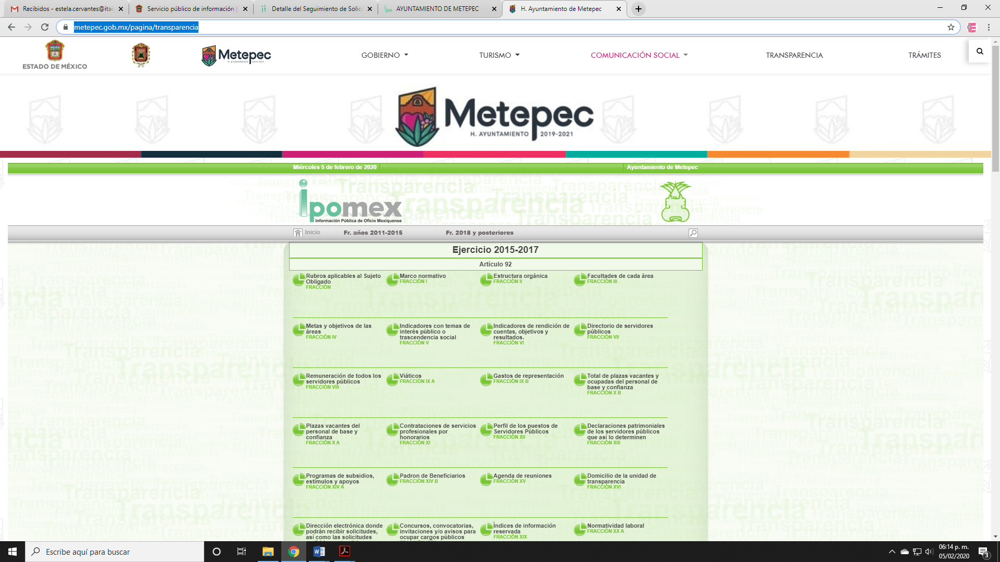 Recibidos - estela.cervantes@itai
Servicio público de información |
Detalle del Seguimiento de Solici
AYUNTAMIENTO DE METEPEC
H. Ayuntamiento de Metepec
metepec.gob.mx/pagina/transparencia
ESTADO DE MÉXICO
Metepec
H. AYUNTAMIENTO 2019-2021
GOBIERNO
TURISMO
COMUNICACIÓN SOCIAL
TRANSPARENCIA
TRÁMITES
Metepec
H. AYUNTAMIENTO 2019-2021
Miércoles 5 de febrero de 2020
Ayuntamiento de Metepec
ipomex
Información Pública de Oficio Mexiquense
Inicio
Fr. años 2011-2015
Fr. 2018 y posteriores
Ejercicio 2015-2017
Artículo 92
Rubros aplicables al Sujeto
Obligado
FRACCIÓN
Marco normativo
FRACCIÓN I
Estructura orgánica
FRACCIÓN II
Facultades de cada área
FRACCIÓN III
Metas y objetivos de las
áreas
FRACCIÓN IV
Indicadores con temas de
interés público o
trascendencia social
FRACCIÓN V
Indicadores de rendición de
cuentas, objetivos y
resultados.
FRACCIÓN VI
Directorio de servidores
públicos
FRACCIÓN VII
Remuneración de todos los
servidores públicos
FRACCIÓN VIII
Viáticos
FRACCIÓN IX A
Gastos de representación
FRACCIÓN IX B
Total de plazas vacantes y
ocupadas del personal de
base y confianza
FRACCIÓN X B
Plazas vacantes del
personal de base y
confianza
FRACCIÓN X A
Contrataciones de servicios
profesionales por
honorarios
FRACCIÓN XI
Perfil de los puestos de
Servidores Públicos
FRACCIÓN XII
Declaraciones patrimoniales
de los servidores públicos
que así lo determinen
FRACCIÓN XIII
Programas de subsidios,
estímulos y apoyos
FRACCIÓN XIV A
Padron de Beneficiarios
FRACCIÓN XIV B
Agenda de reuniones
FRACCIÓN XV
Domicilio de la unidad de
transparencia
FRACCIÓN XVI
Dirección electrónica donde
podrán recibir solicitudes,
así como las solicitudes
Concursos, convocatorias,
invitaciones y/o avisos para
ocupar cargos públicos
Índices de información
reservada
FRACCIÓN XIX
Normatividad laboral
FRACCIÓN XX A
Escribe aquí para buscar
06:14 p. m.
05/02/2020
3